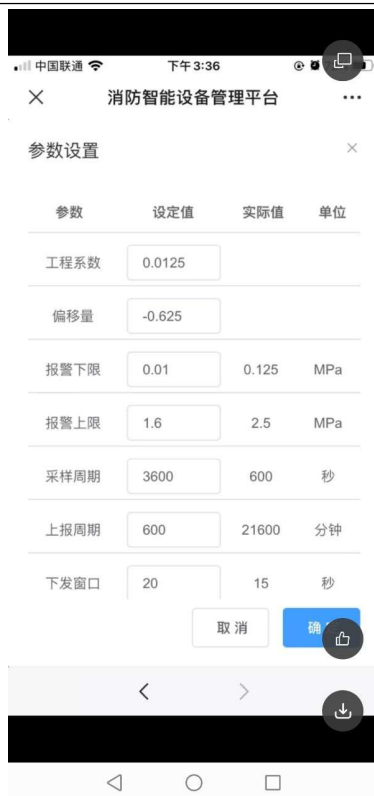 中国联通 下午3:36
消防智能设备管理平台
参数设置
参数 设定值 实际值 单位
工程系数 0.0125
偏移量 -0.625
报警下限 0.01 0.125 MPa
报警上限 1.6 2.5 MPa
采样周期 3600 600 秒
上报周期 600 21600 分钟
下发窗口 20 15 秒
取消 确